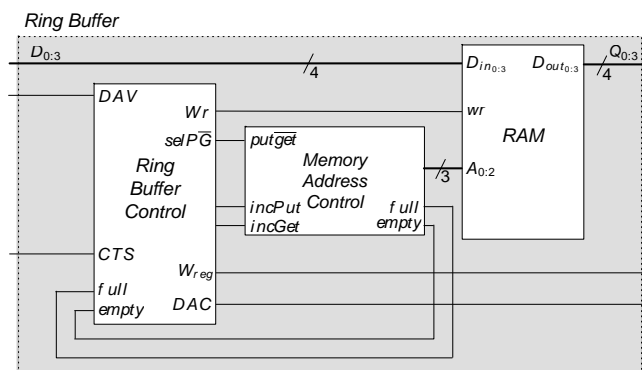 Ring Buffer
D0:3
4
Din0:3
Dout0:3
Q0:3
4
DAV
Wr
wr
RAM
selPG̅
putg̅e̅t̅
Memory
Address
Control
3
A0:2
Ring
Buffer
Control
incPut
incGet
full
empty
CTS
Wreg
full
empty
DAC